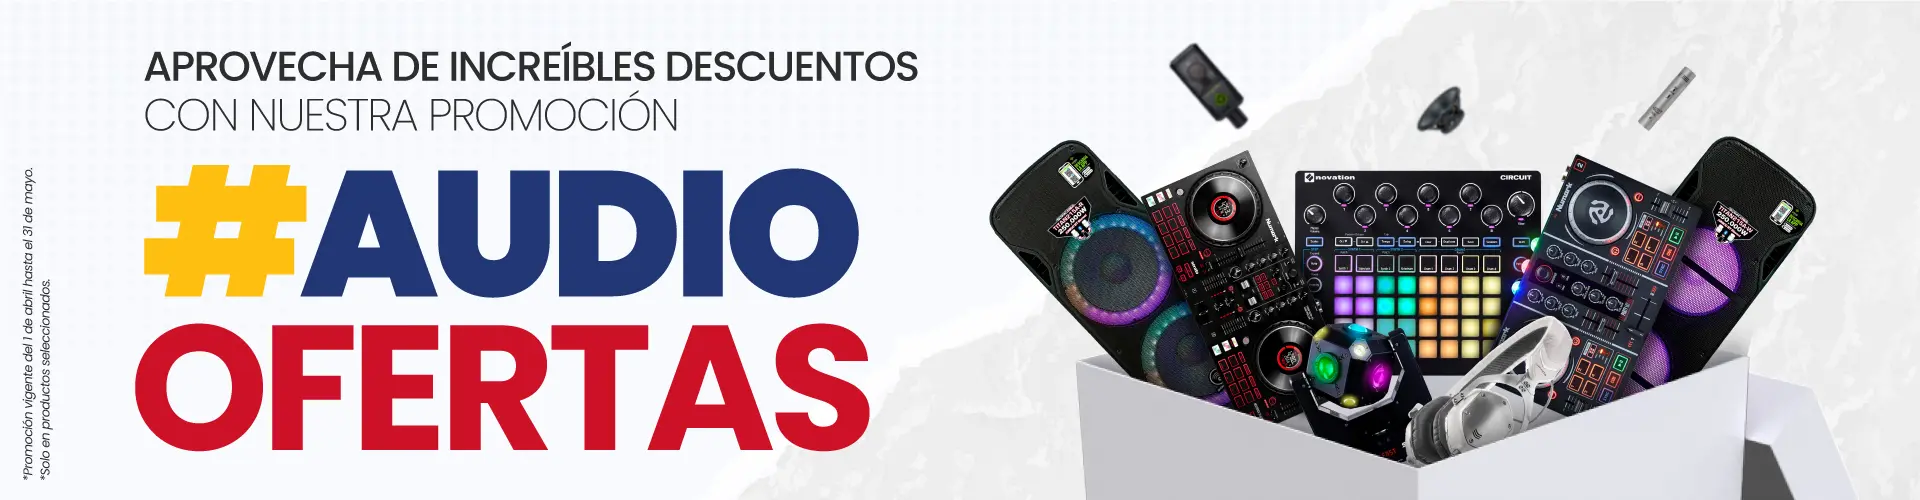 APROVECHA DE INCREÍBLES DESCUENTOS
CON NUESTRA PROMOCIÓN
#AUDIO
OFERTAS
*Promoción vigente del 1 de abril hasta el 31 de mayo.
*Solo en productos seleccionados.
novation
CIRCUIT
Numark
Numark